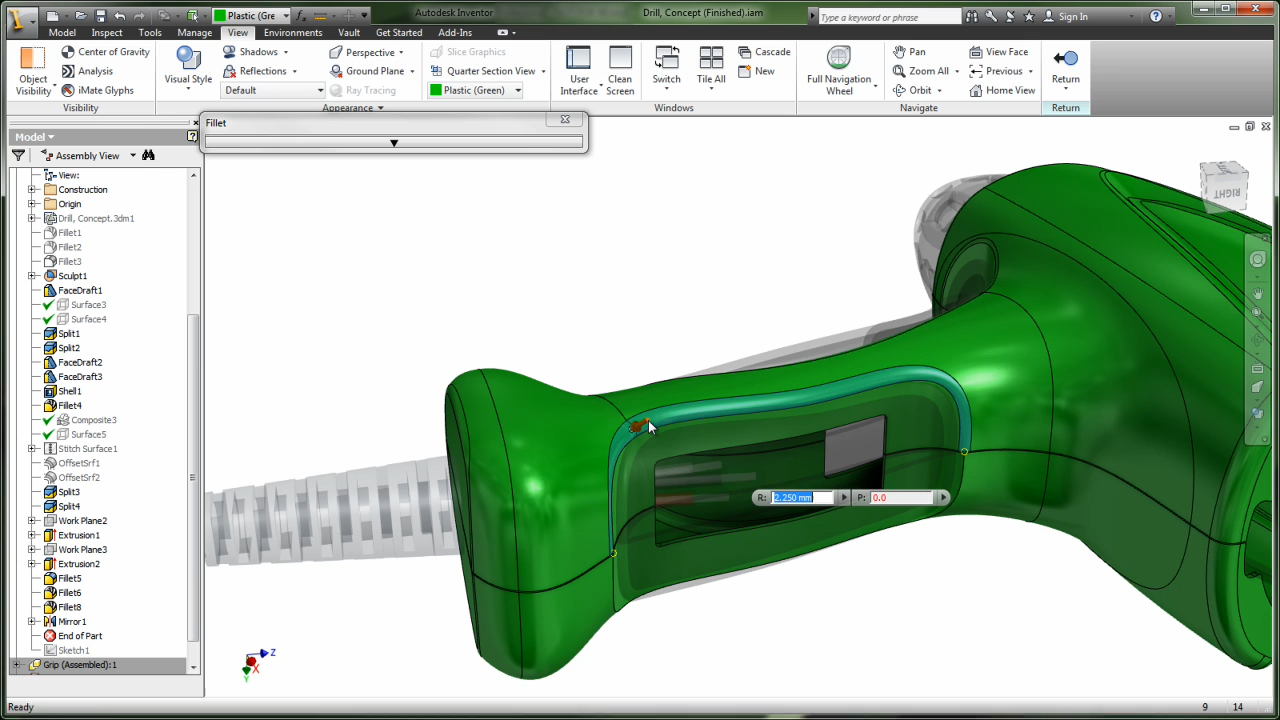 Plastic (Gre
Autodesk Inventor
Drill, Concept (Finished).iam
Type a keyword or phrase
Sign In
Model
Inspect
Tools
Manage
View
Environments
Vault
Get Started
Add-Ins
Object
Visibility
Center of Gravity
Analysis
iMate Glyphs
Visibility
Visual Style
Shadows
Reflections
Default
Perspective
Ground Plane
Ray Tracing
Appearance
Slice Graphics
Quarter Section View
Plastic (Green)
User
Interface
Clean
Screen
Switch
Tile All
Cascade
New
Windows
Full Navigation
Wheel
Pan
Zoom All
Orbit
View Face
Previous
Home View
Navigate
Return
Return
Fillet
Model
Assembly View
View:
Construction
Origin
Drill, Concept.3dm1
Fillet1
Fillet2
Fillet3
Sculpt1
FaceDraft1
Surface3
Surface4
Split1
Split2
FaceDraft2
FaceDraft3
Shell1
Fillet4
Composite3
Surface5
Stitch Surface1
OffsetSrf1
OffsetSrf2
Split3
Split4
Work Plane2
Extrusion1
Work Plane3
Extrusion2
Fillet5
Fillet6
Fillet8
Mirror1
End of Part
Sketch1
Grip (Assembled):1
RIGHT
R: 2.250 mm
P: 0.0
Z
X
Y
Ready
9
14